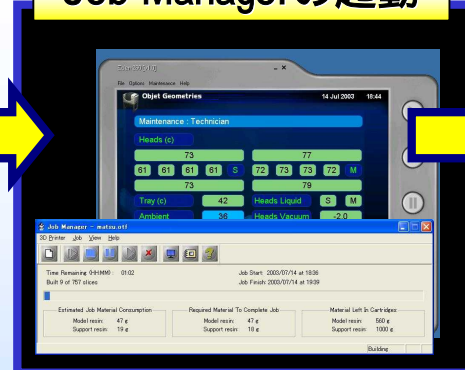 Job Managerの起動
File Options Maintenance Help
Objet Geometries 14 Jul 2003 18:44
Maintenance : Technician
Heads (c)
73 77
61 61 61 61 S 72 73 73 72 M
73 79
Tray (c) 42 Heads Liquid S M
Ambient 36 Heads Vacuum -2.0
Job Manager - matsu.otf
3D Printer Job View Help
Time Remaining (HH:MM): 01:02 Job Start: 2003/07/14 at 18:36
Built 9 of 757 slices Job Finish: 2003/07/14 at 19:39
Estimated Job Material Consumption Required Material To Complete Job Material Left In Cartridges
Model resin: 47 g Model resin: 47 g Model resin: 560 g
Support resin: 19 g Support resin: 18 g Support resin: 1000 g
Building